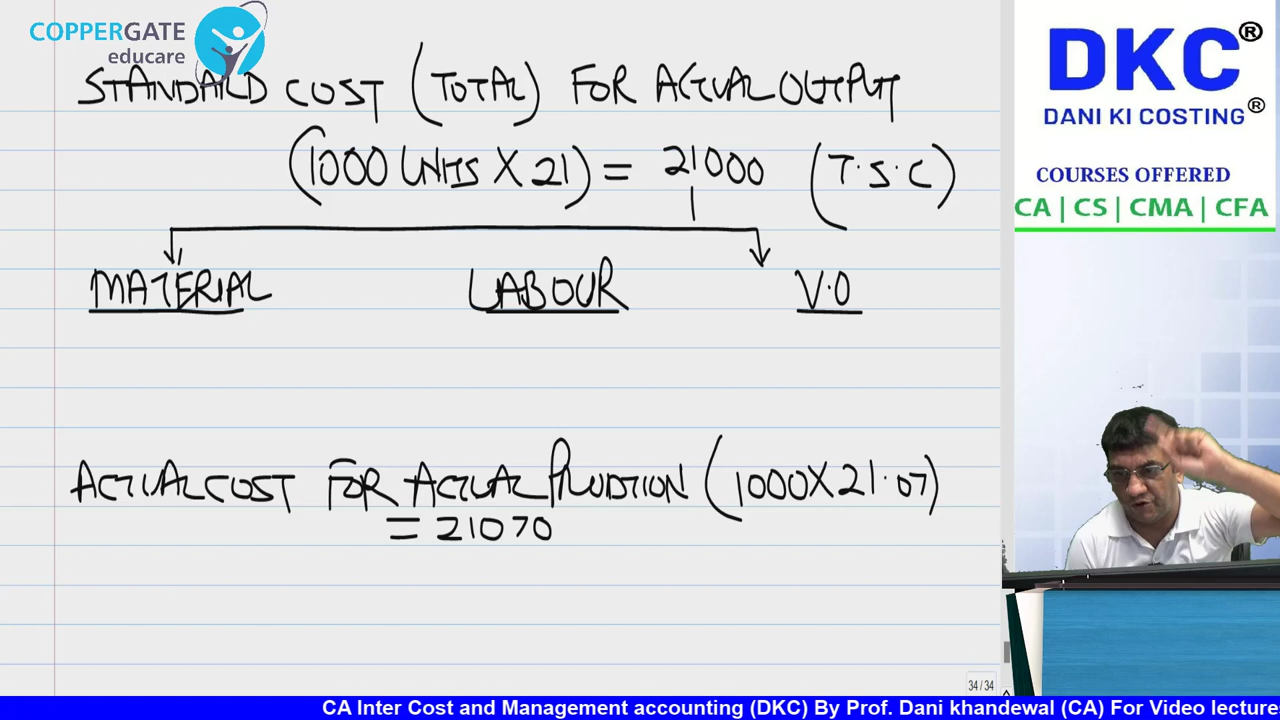 COPPERGATE
educare
STANDARD COST (TOTAL) FOR ACTUAL OUTPUT
(1000 UNITS X 21) = 21000 (T.S.C)
MATERIAL LABOUR V.O
ACTUAL COST FOR ACTUAL PRODTION (1000 X 21.07)
= 21070
DKC®
DANI KI COSTING®
COURSES OFFERED
CA | CS | CMA | CFA
34 / 34
CA Inter Cost and Management accounting (DKC) By Prof. Dani khandewal (CA) For Video lecture